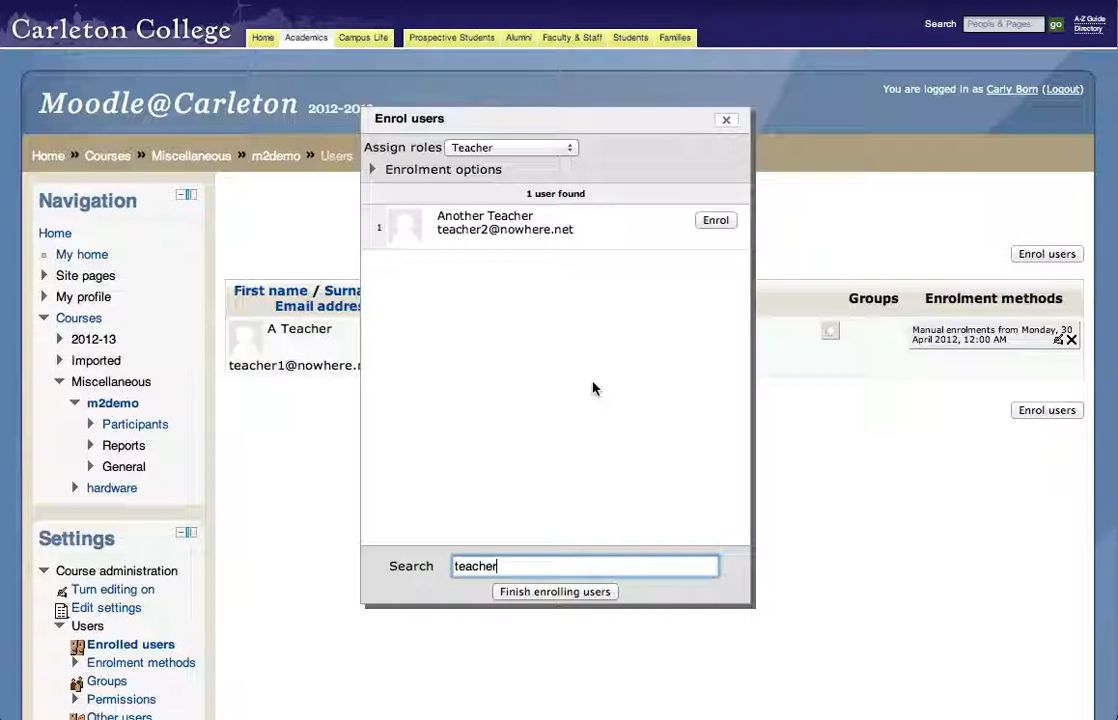 Carleton College
Home Academics Campus Life Prospective Students Alumni Faculty & Staff Students Families
Search People & Pages go
A-Z Guide
Directory
Moodle@Carleton 2012-20
You are logged in as Carly Born (Logout)
Home » Courses » Miscellaneous » m2demo » Users
Enrol users
Assign roles Teacher
Enrolment options
1 user found
1
Another Teacher
teacher2@nowhere.net
Enrol
Search teacher
Finish enrolling users
Navigation
Home
My home
Site pages
My profile
Courses
2012-13
Imported
Miscellaneous
m2demo
Participants
Reports
General
hardware
Settings
Course administration
Turn editing on
Edit settings
Users
Enrolled users
Enrolment methods
Groups
Permissions
Other users
Enrol users
First name / Surna
Email addres
Groups
Enrolment methods
A Teacher
teacher1@nowhere.n
Manual enrolments from Monday, 30
April 2012, 12:00 AM
Enrol users